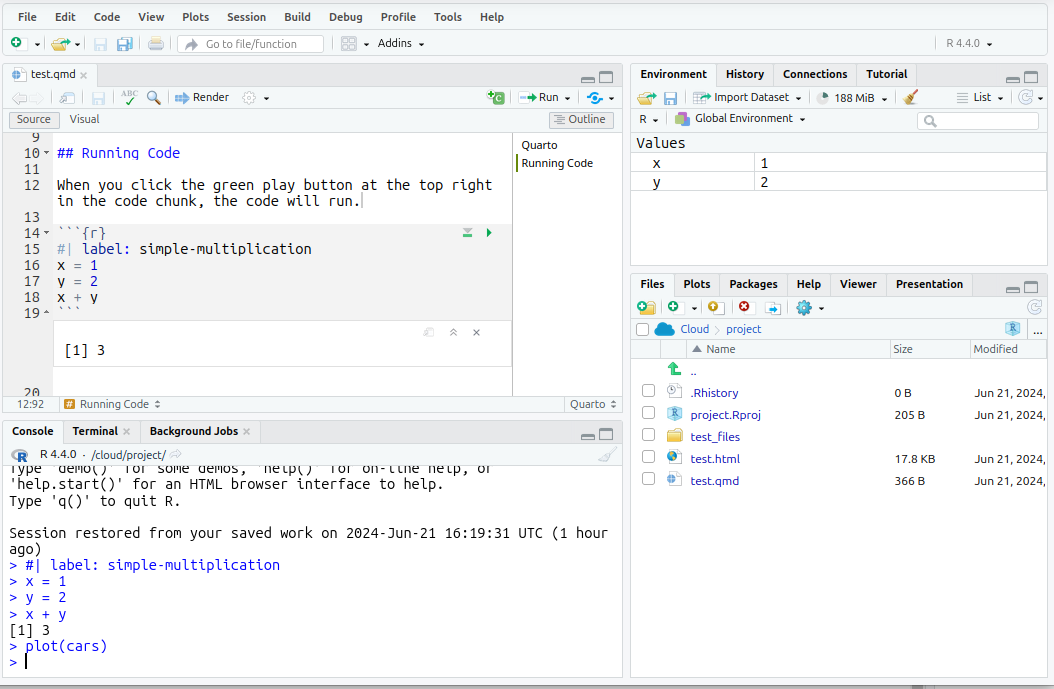 File Edit Code View Plots Session Build Debug Profile Tools Help
Go to file/function Addins R 4.4.0
test.qmd
ABC Render Run
Source Visual Outline
9
10 ## Running Code
11
12 When you click the green play button at the top right
in the code chunk, the code will run.
13
14 ```{r}
15 #| label: simple-multiplication
16 x = 1
17 y = 2
18 x + y
19 ```
[1] 3
20
Quarto
Running Code
12:92 # Running Code Quarto
Console Terminal Background Jobs
R R 4.4.0 · /cloud/project/
Type 'demo()' for some demos, 'help()' for on-line help, or
'help.start()' for an HTML browser interface to help.
Type 'q()' to quit R.
Session restored from your saved work on 2024-Jun-21 16:19:31 UTC (1 hour
ago)
> #| label: simple-multiplication
> x = 1
> y = 2
> x + y
[1] 3
> plot(cars)
>
Environment History Connections Tutorial
Import Dataset 188 MiB List
R Global Environment
Values
x 1
y 2
Files Plots Packages Help Viewer Presentation
Cloud project R ...
Name Size Modified
..
.Rhistory 0 B Jun 21, 2024,
project.Rproj 205 B Jun 21, 2024,
test_files
test.html 17.8 KB Jun 21, 2024,
test.qmd 366 B Jun 21, 2024,